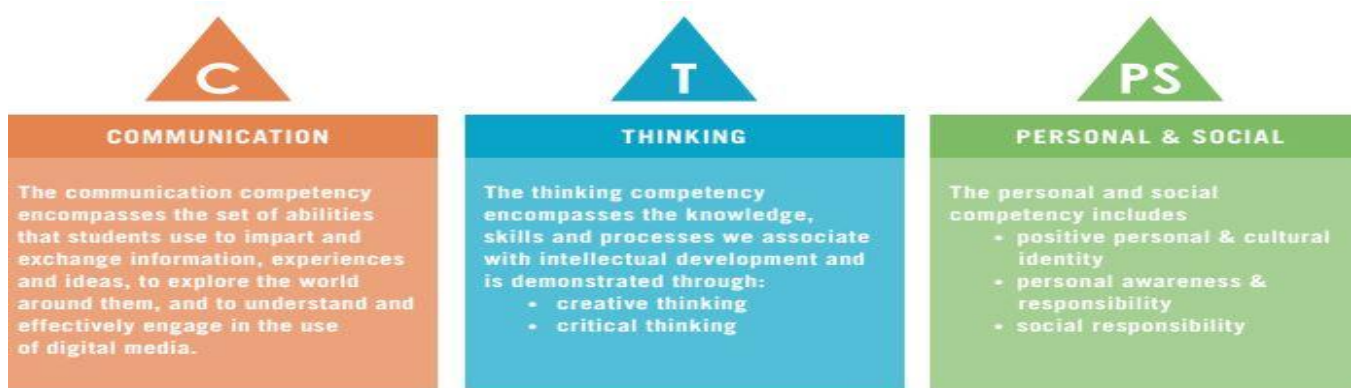 C
COMMUNICATION
The communication competency
encompasses the set of abilities
that students use to impart and
exchange information, experiences
and ideas, to explore the world
around them, and to understand and
effectively engage in the use
of digital media.
T
THINKING
The thinking competency
encompasses the knowledge,
skills and processes we associate
with intellectual development and
is demonstrated through:
• creative thinking
• critical thinking
PS
PERSONAL & SOCIAL
The personal and social
competency includes
• positive personal & cultural
identity
• personal awareness &
responsibility
• social responsibility